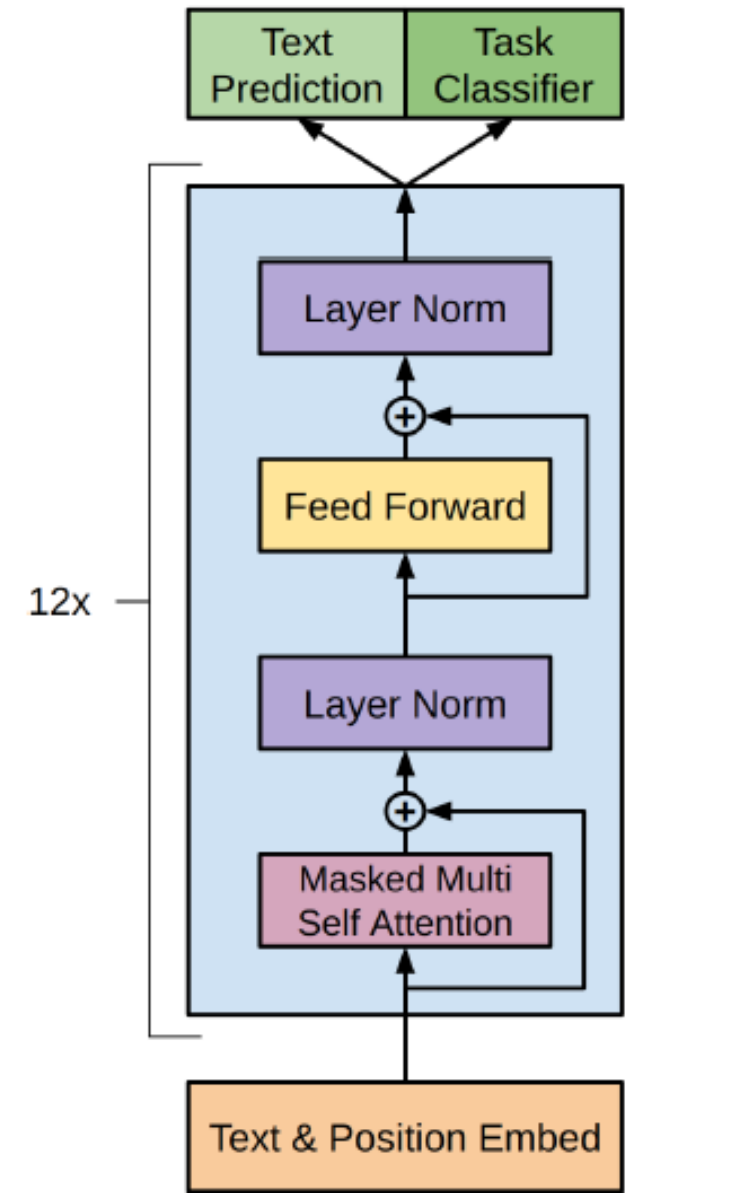 Text
Prediction
Task
Classifier
Layer Norm
+
Feed Forward
12x
Layer Norm
+
Masked Multi
Self Attention
Text & Position Embed